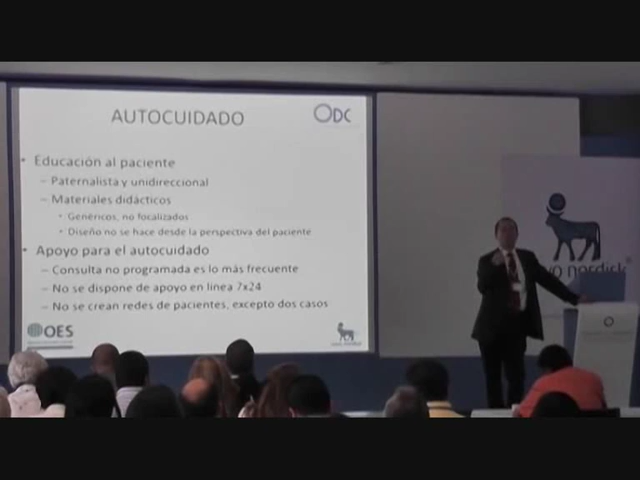 AUTOCUIDADO
ODC
• Educación al paciente
– Paternalista y unidireccional
– Materiales didácticos
• Genéricos, no focalizados
• Diseño no se hace desde la perspectiva del paciente
• Apoyo para el autocuidado
– Consulta no programada es lo más frecuente
– No se dispone de apoyo en linea 7x24
– No se crean redes de pacientes, excepto dos casos
OES
vo nordisk